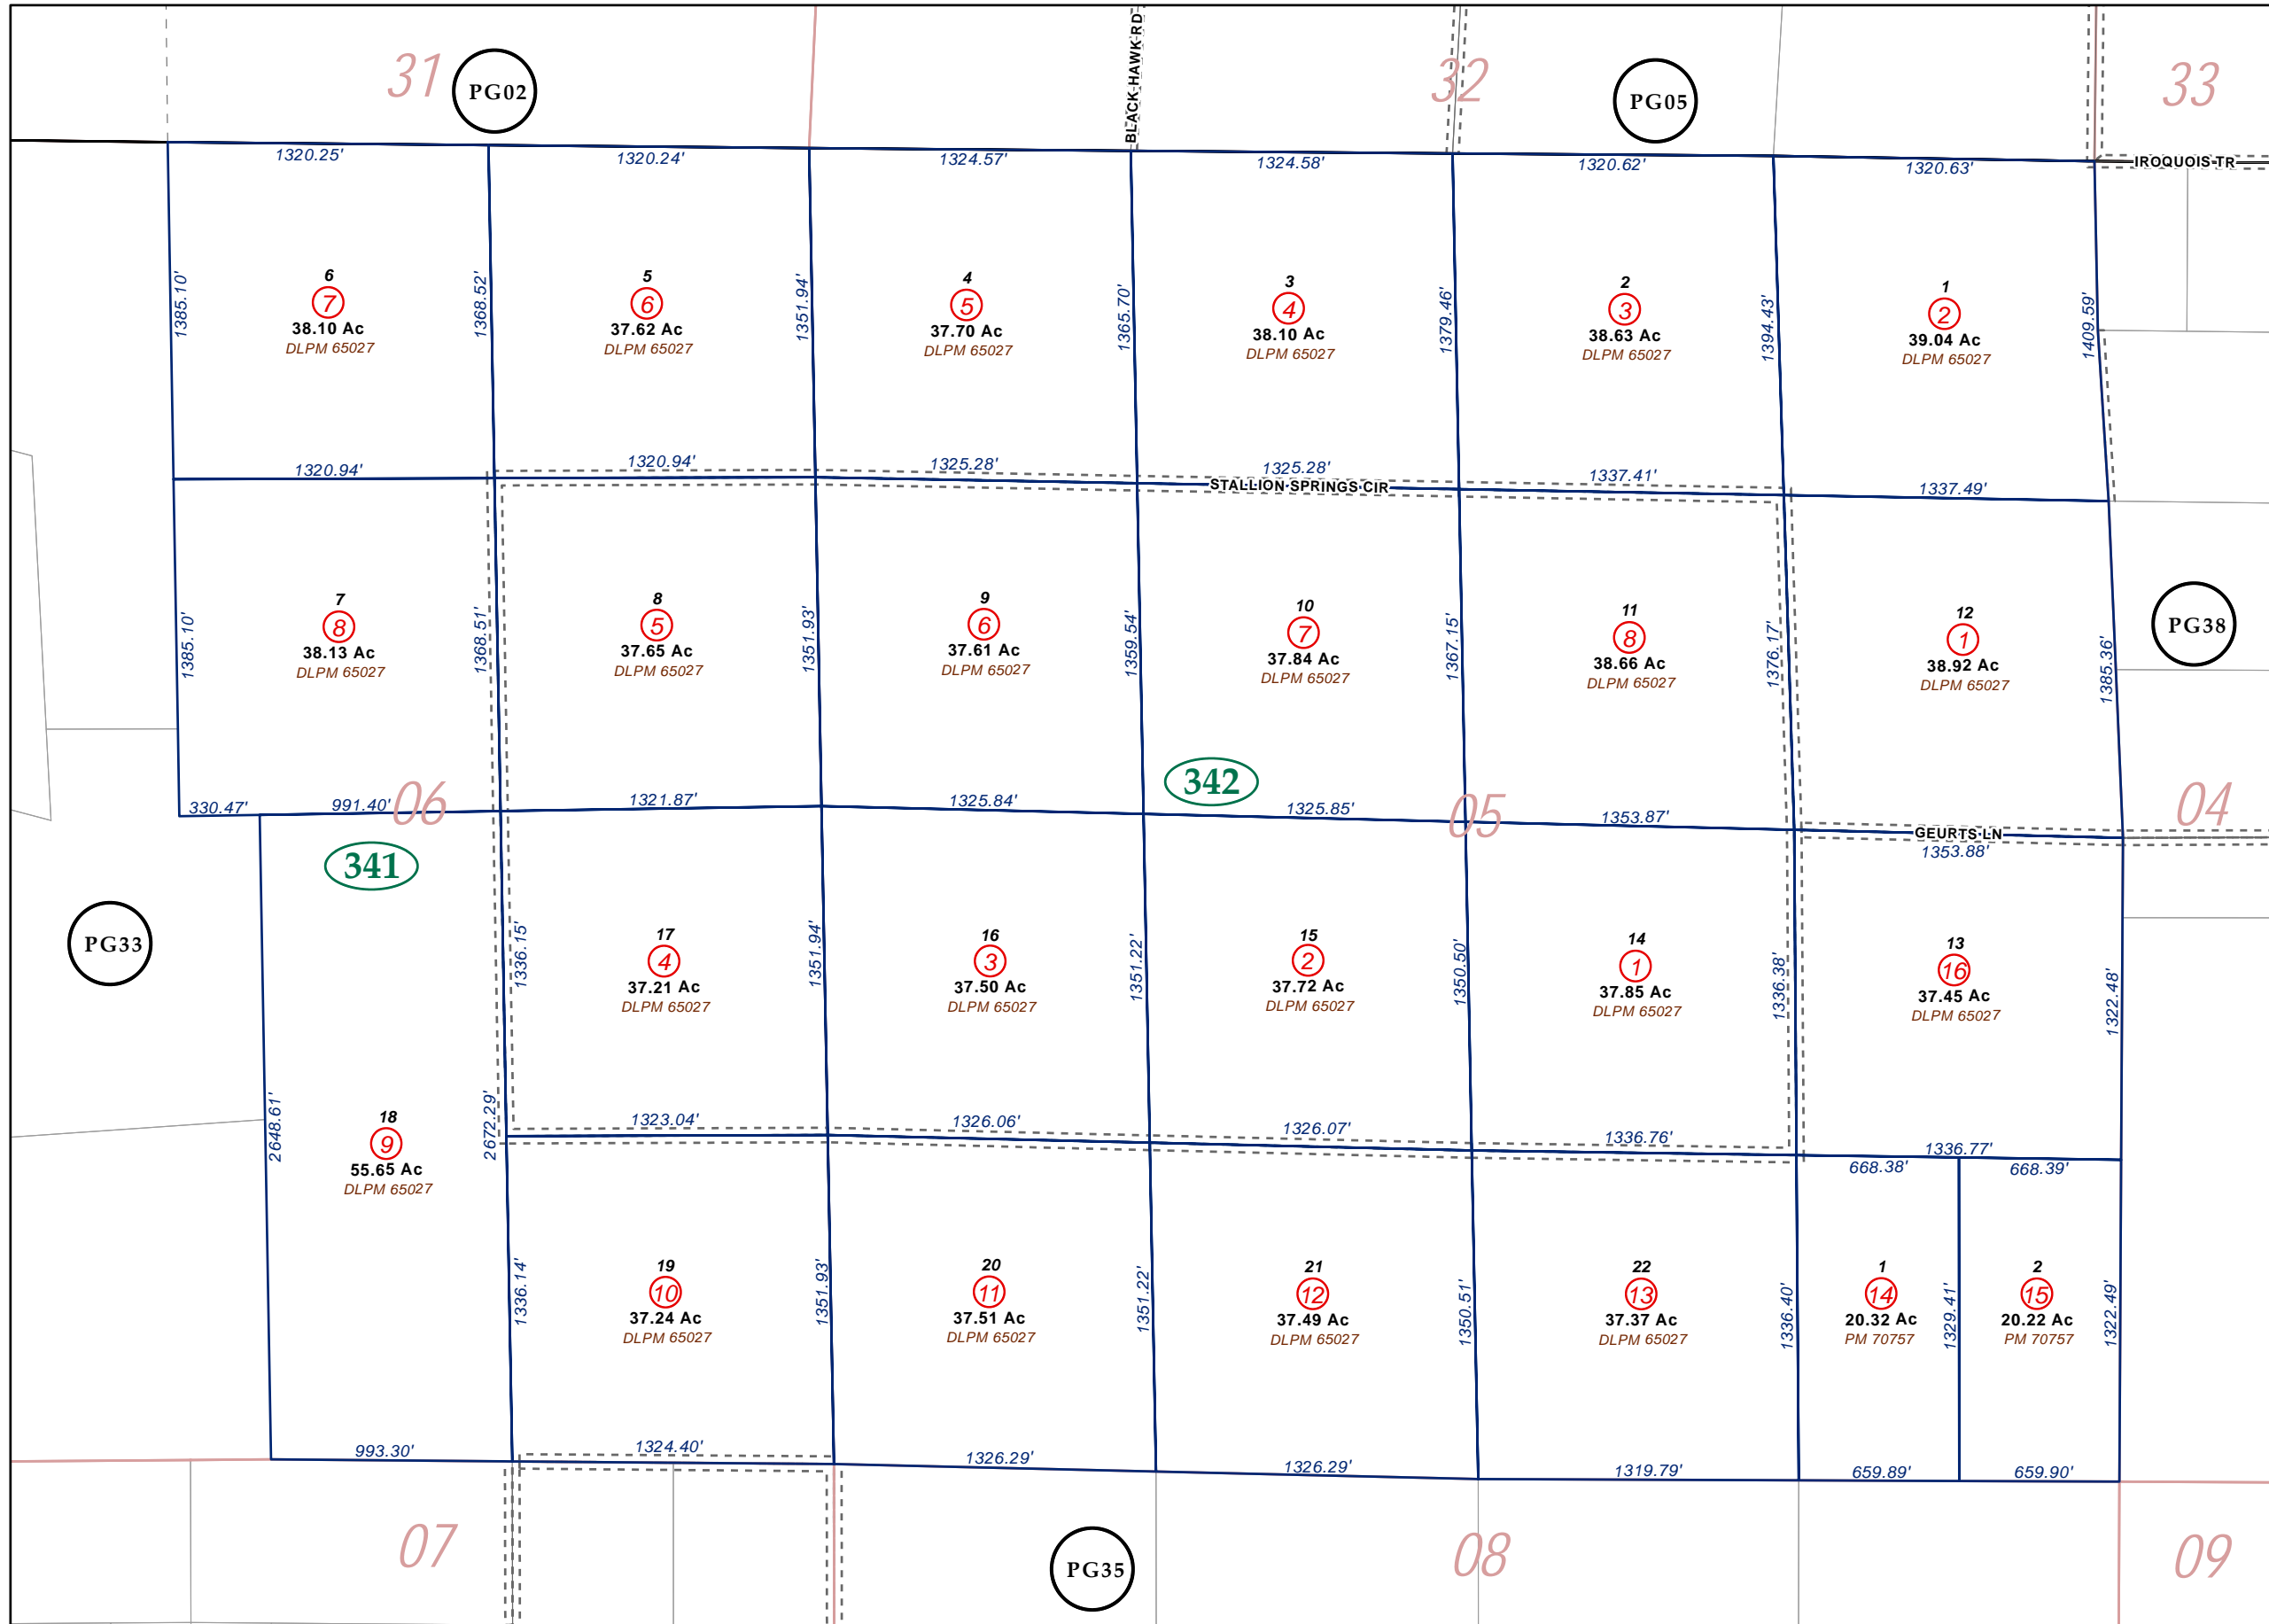 31
PG02
BLACK HAWK RD
32
PG05
33
IROQUOIS TR
1320.25'
1320.24'
1324.57'
1324.58'
1320.62'
1320.63'
1385.10'
6
7
38.10 Ac
DLPM 65027
1368.52'
5
6
37.62 Ac
DLPM 65027
1351.94'
4
5
37.70 Ac
DLPM 65027
1365.70'
3
4
38.10 Ac
DLPM 65027
1379.46'
2
3
38.63 Ac
DLPM 65027
1394.43'
1
2
39.04 Ac
DLPM 65027
1409.59'
1320.94'
1320.94'
1325.28'
1325.28'
STALLION SPRINGS CIR
1337.41'
1337.49'
1385.10'
7
8
38.13 Ac
DLPM 65027
1368.51'
8
5
37.65 Ac
DLPM 65027
1351.93'
9
6
37.61 Ac
DLPM 65027
1359.54'
10
7
37.84 Ac
DLPM 65027
1367.15'
11
8
38.66 Ac
DLPM 65027
1376.17'
12
1
38.92 Ac
DLPM 65027
1385.36'
PG38
342
330.47'
991.40'
06
1321.87'
1325.84'
1325.85'
05
1353.87'
GEURTS LN
1353.88'
04
341
PG33
1336.15'
17
4
37.21 Ac
DLPM 65027
1351.94'
16
3
37.50 Ac
DLPM 65027
1351.22'
15
2
37.72 Ac
DLPM 65027
1350.50'
14
1
37.85 Ac
DLPM 65027
1336.38'
13
16
37.45 Ac
DLPM 65027
1322.48'
2648.61'
18
9
55.65 Ac
DLPM 65027
2672.29'
1323.04'
1326.06'
1326.07'
1336.76'
1336.77'
668.38'
668.39'
1336.14'
19
10
37.24 Ac
DLPM 65027
1351.93'
20
11
37.51 Ac
DLPM 65027
1351.22'
21
12
37.49 Ac
DLPM 65027
1350.51'
22
13
37.37 Ac
DLPM 65027
1336.40'
1
14
20.32 Ac
PM 70757
1329.41'
2
15
20.22 Ac
PM 70757
1322.49'
993.30'
1324.40'
1326.29'
1326.29'
1319.79'
659.89'
659.90'
07
PG35
08
09